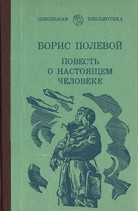 ШКОЛЬНАЯ БИБЛИОТЕКА
БОРИС ПОЛЕВОЙ
ПОВЕСТЬ
О НАСТОЯЩЕМ
ЧЕЛОВЕКЕ